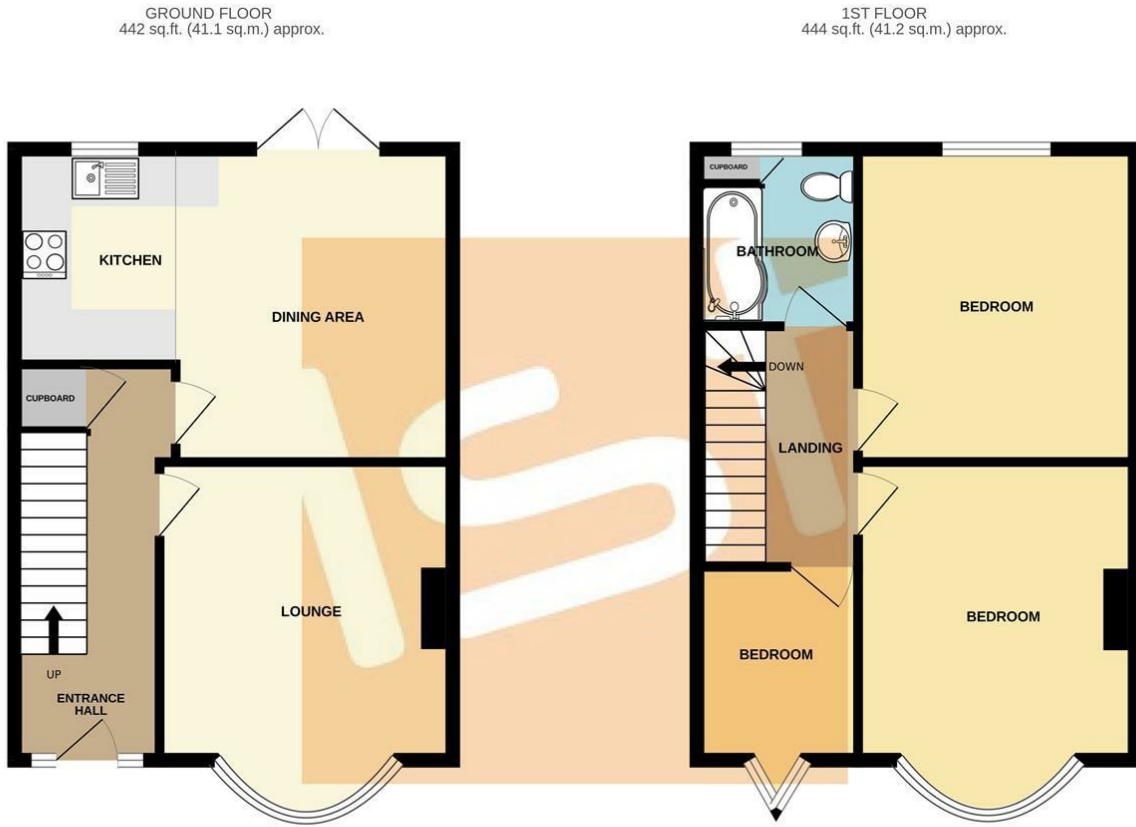 GROUND FLOOR
442 sq.ft. (41.1 sq.m.) approx.
KITCHEN
DINING AREA
CUPBOARD
LOUNGE
UP
ENTRANCE
HALL
1ST FLOOR
444 sq.ft. (41.2 sq.m.) approx.
CUPBOARD
BATHROOM
BEDROOM
DOWN
LANDING
BEDROOM
BEDROOM